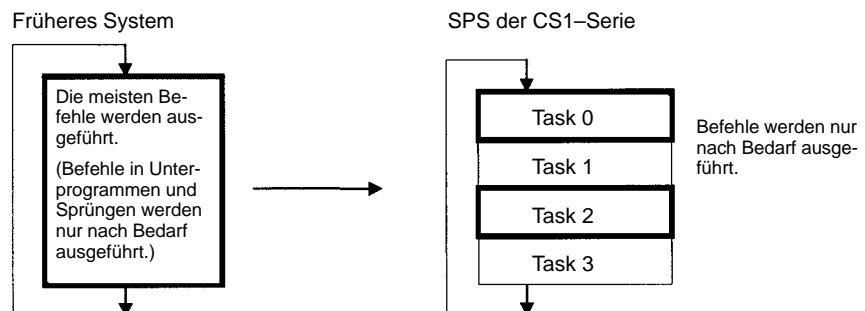 Früheres System
SPS der CS1–Serie
Die meisten Be-
fehle werden aus-
geführt.
(Befehle in Unter-
programmen und
Sprüngen werden
nur nach Bedarf
ausgeführt.)
Task 0
Task 1
Task 2
Task 3
Befehle werden nur
nach Bedarf ausge-
führt.